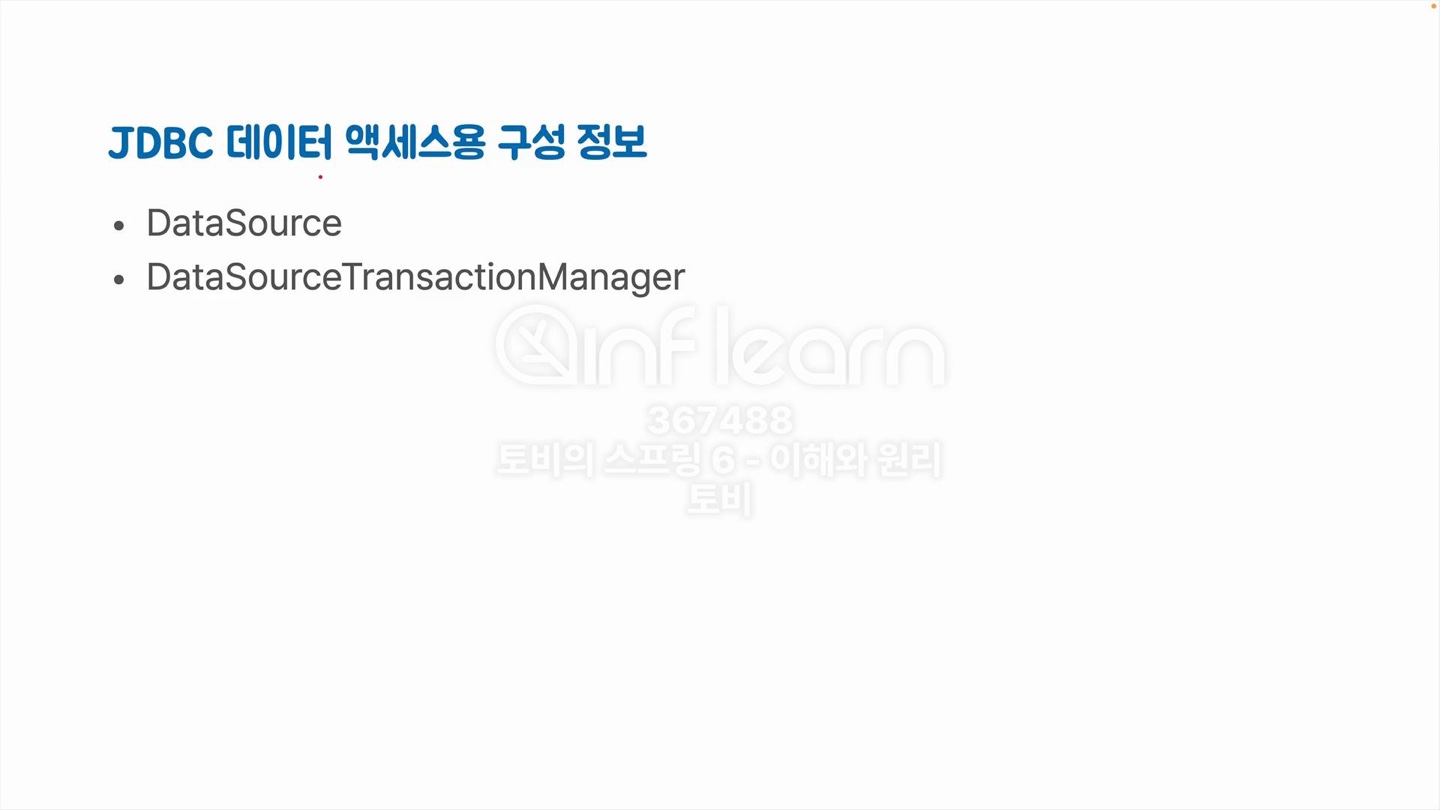 JDBC 데이터 액세스용 구성 정보
• DataSource
• DataSourceTransactionManager
inflearn
367488
토비의 스프링 6 - 이해와 원리
토비